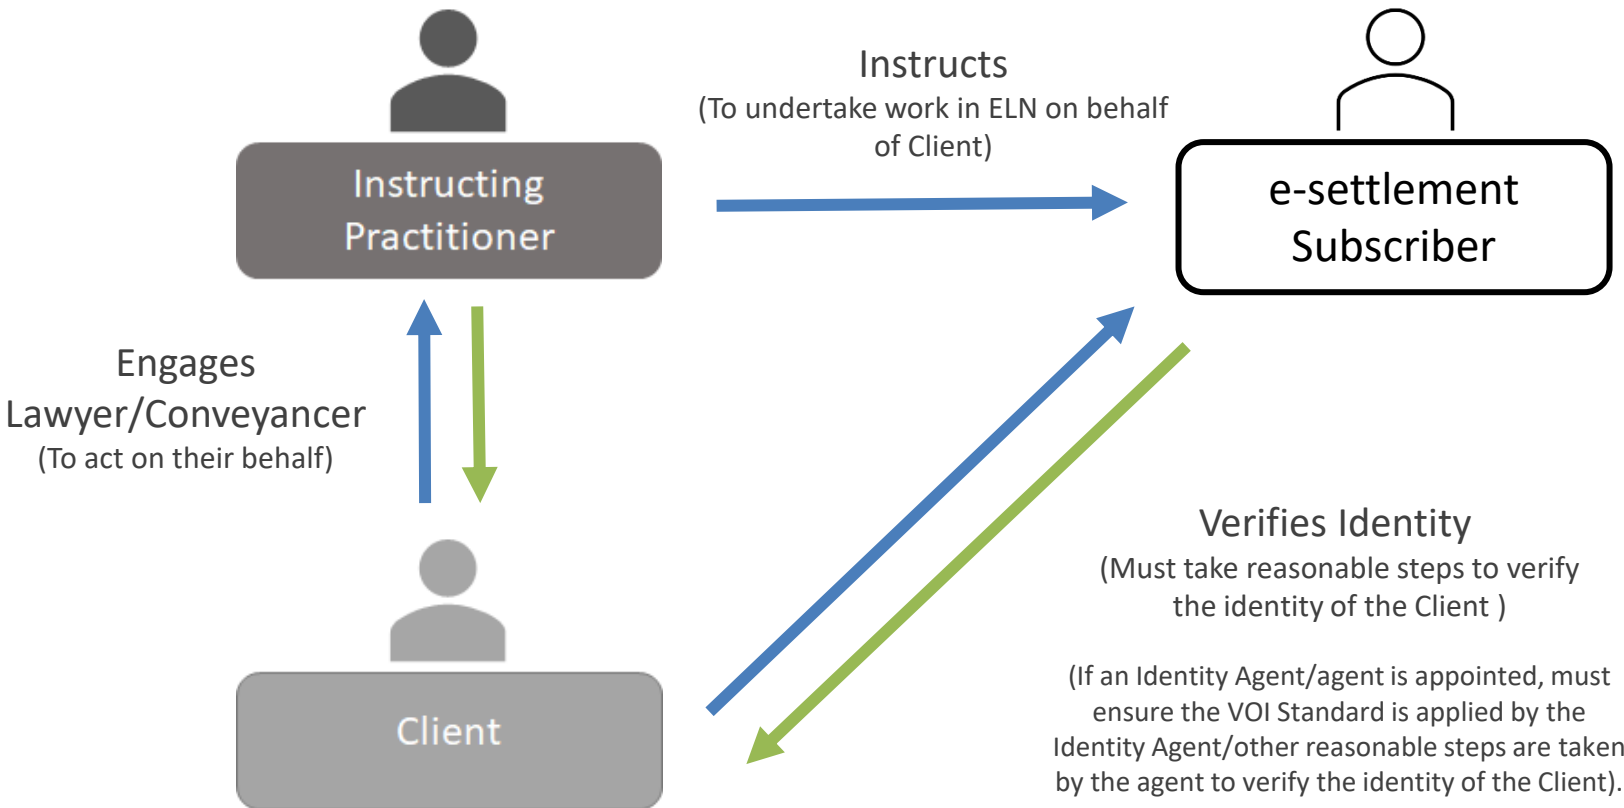 Instructs
(To undertake work in ELN on behalf
of Client)
Instructing
Practitioner
e-settlement
Subscriber
Engages
Lawyer/Conveyancer
(To act on their behalf)
Verifies Identity
(Must take reasonable steps to verify
the identity of the Client )
(If an Identity Agent/agent is appointed, must
ensure the VOI Standard is applied by the
Identity Agent/other reasonable steps are taken
by the agent to verify the identity of the Client).
Client